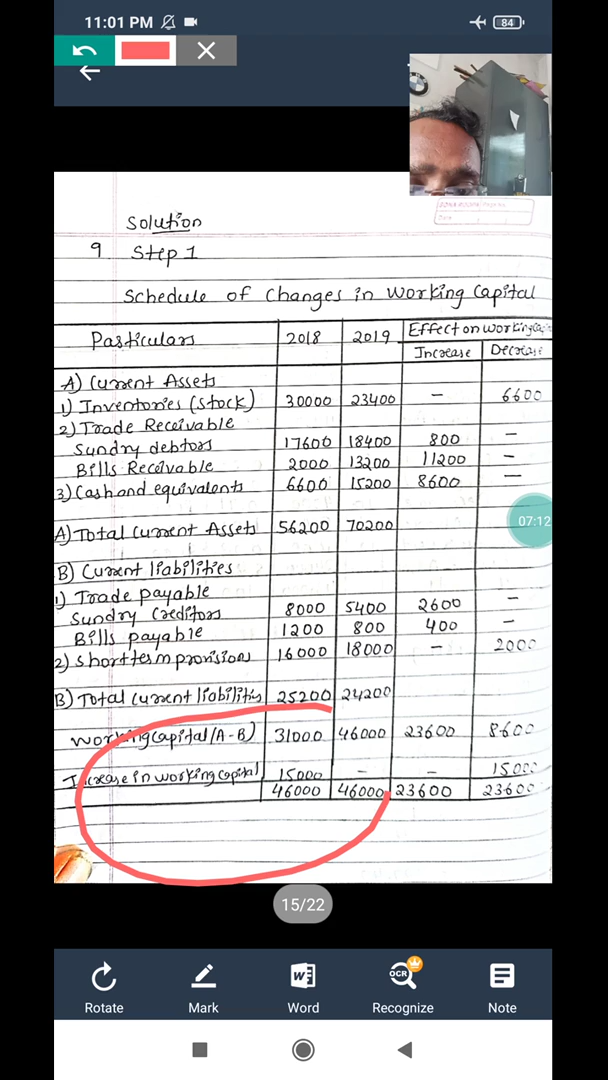 11:01 PM 84
Solution
9. Step 1
Schedule of Changes in Working Capital
Particulars 2018 2019 Effect on Working
Increase Decrease
A) Current Assets
1) Inventories (Stock) 30000 23400 – 6600
2) Trade Receivable
Sundry debtors 17600 18400 800 –
Bills Receivable 2000 13200 11200 –
3) Cash and equivalents 6600 15200 8600 –
07:12
A) Total Current Assets 56200 70200
B) Current liabilities
1) Trade payable
Sundry Creditors 8000 5400 2600 –
Bills payable 1200 800 400 –
2) Short term provision 16000 18000 – 2000
B) Total Current liabilities 25200 24200
Working Capital (A-B) 31000 46000 23600 8600
Increase in working capital 15000 – – 15000
46000 46000 23600 23600
15/22
W
OCR
Rotate Mark Word Recognize Note